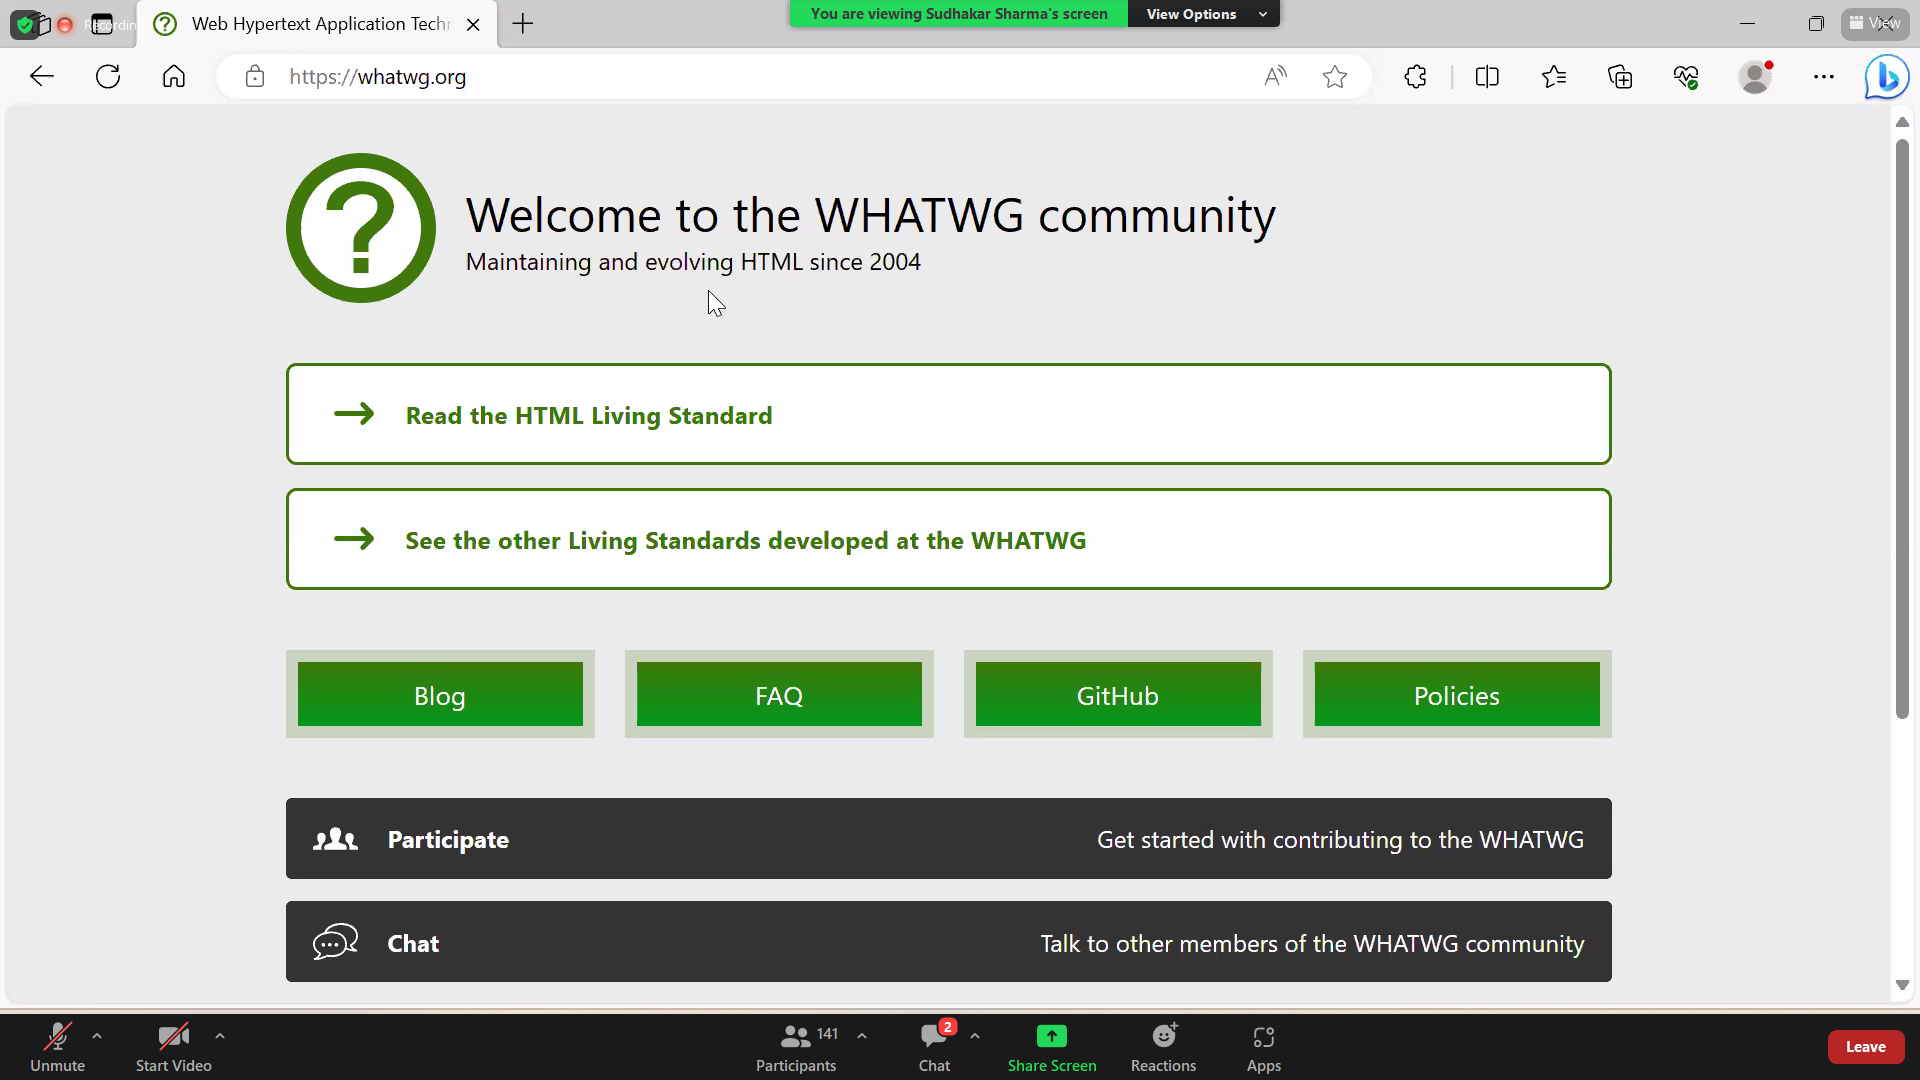 Recordin
Web Hypertext Application Tech
You are viewing Sudhakar Sharma's screen
View Options
View
https://whatwg.org
Welcome to the WHATWG community
Maintaining and evolving HTML since 2004
Read the HTML Living Standard
See the other Living Standards developed at the WHATWG
Blog
FAQ
GitHub
Policies
Participate
Get started with contributing to the WHATWG
Chat
Talk to other members of the WHATWG community
Unmute
Start Video
141
Participants
2
Chat
Share Screen
Reactions
Apps
Leave